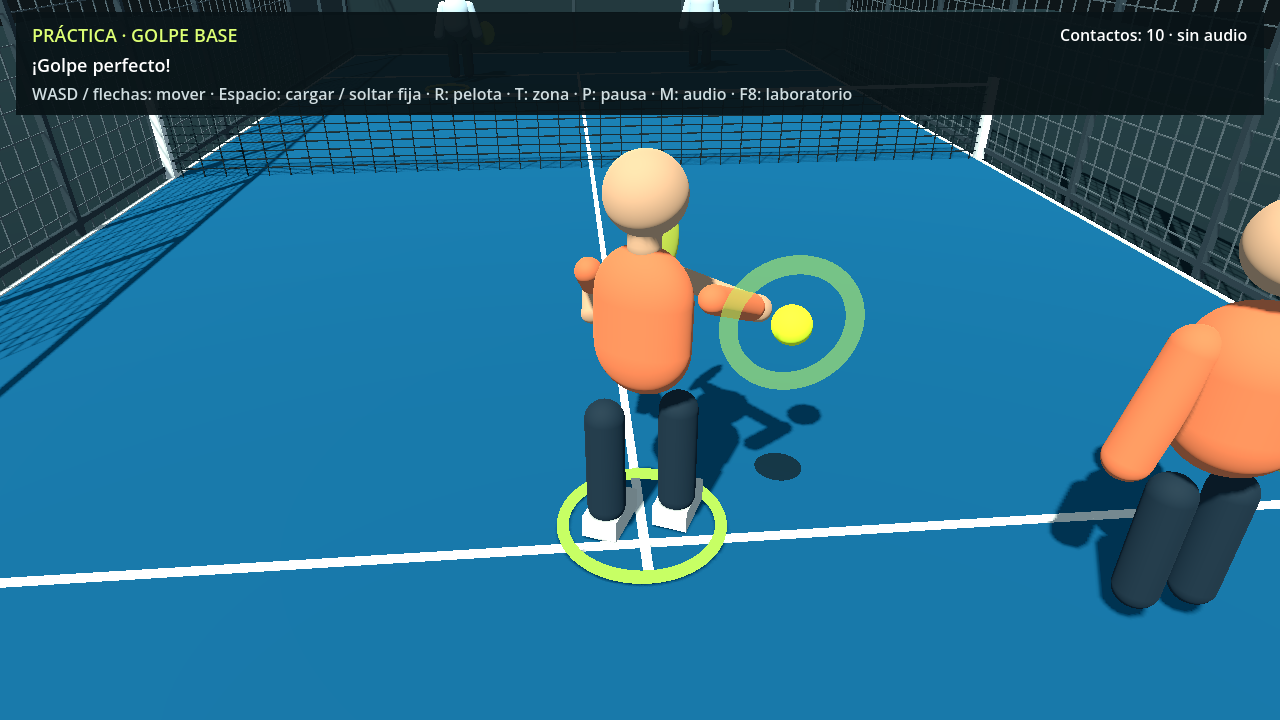 PRÁCTICA · GOLPE BASE
Contactos: 10 · sin audio
¡Golpe perfecto!
WASD / flechas: mover · Espacio: cargar / soltar fija · R: pelota · T: zona · P: pausa · M: audio · F8: laboratorio